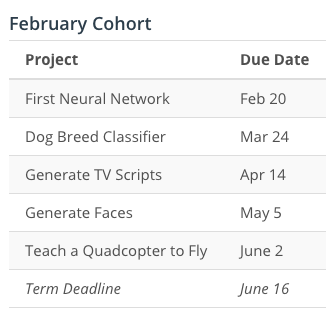 February Cohort
Project Due Date
First Neural Network Feb 20
Dog Breed Classifier Mar 24
Generate TV Scripts Apr 14
Generate Faces May 5
Teach a Quadcopter to Fly June 2
Term Deadline June 16